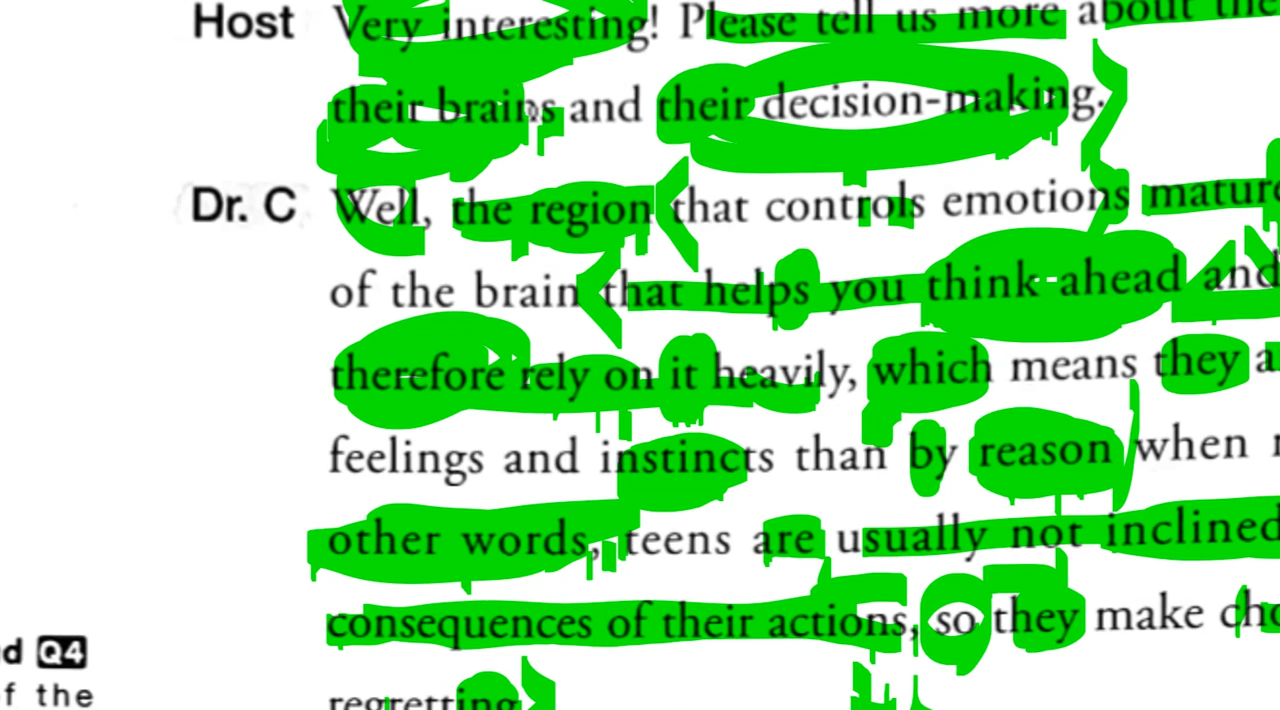 Host Very interesting! Please tell us more about the
their brains and their decision-making.
Dr. C Well, the region that controls emotions mature
of the brain that helps you think ahead and
therefore rely on it heavily, which means they a
feelings and instincts than by reason when
other words, teens are usually not inclined
consequences of their actions, so they make cho
d Q4
f the
regretting